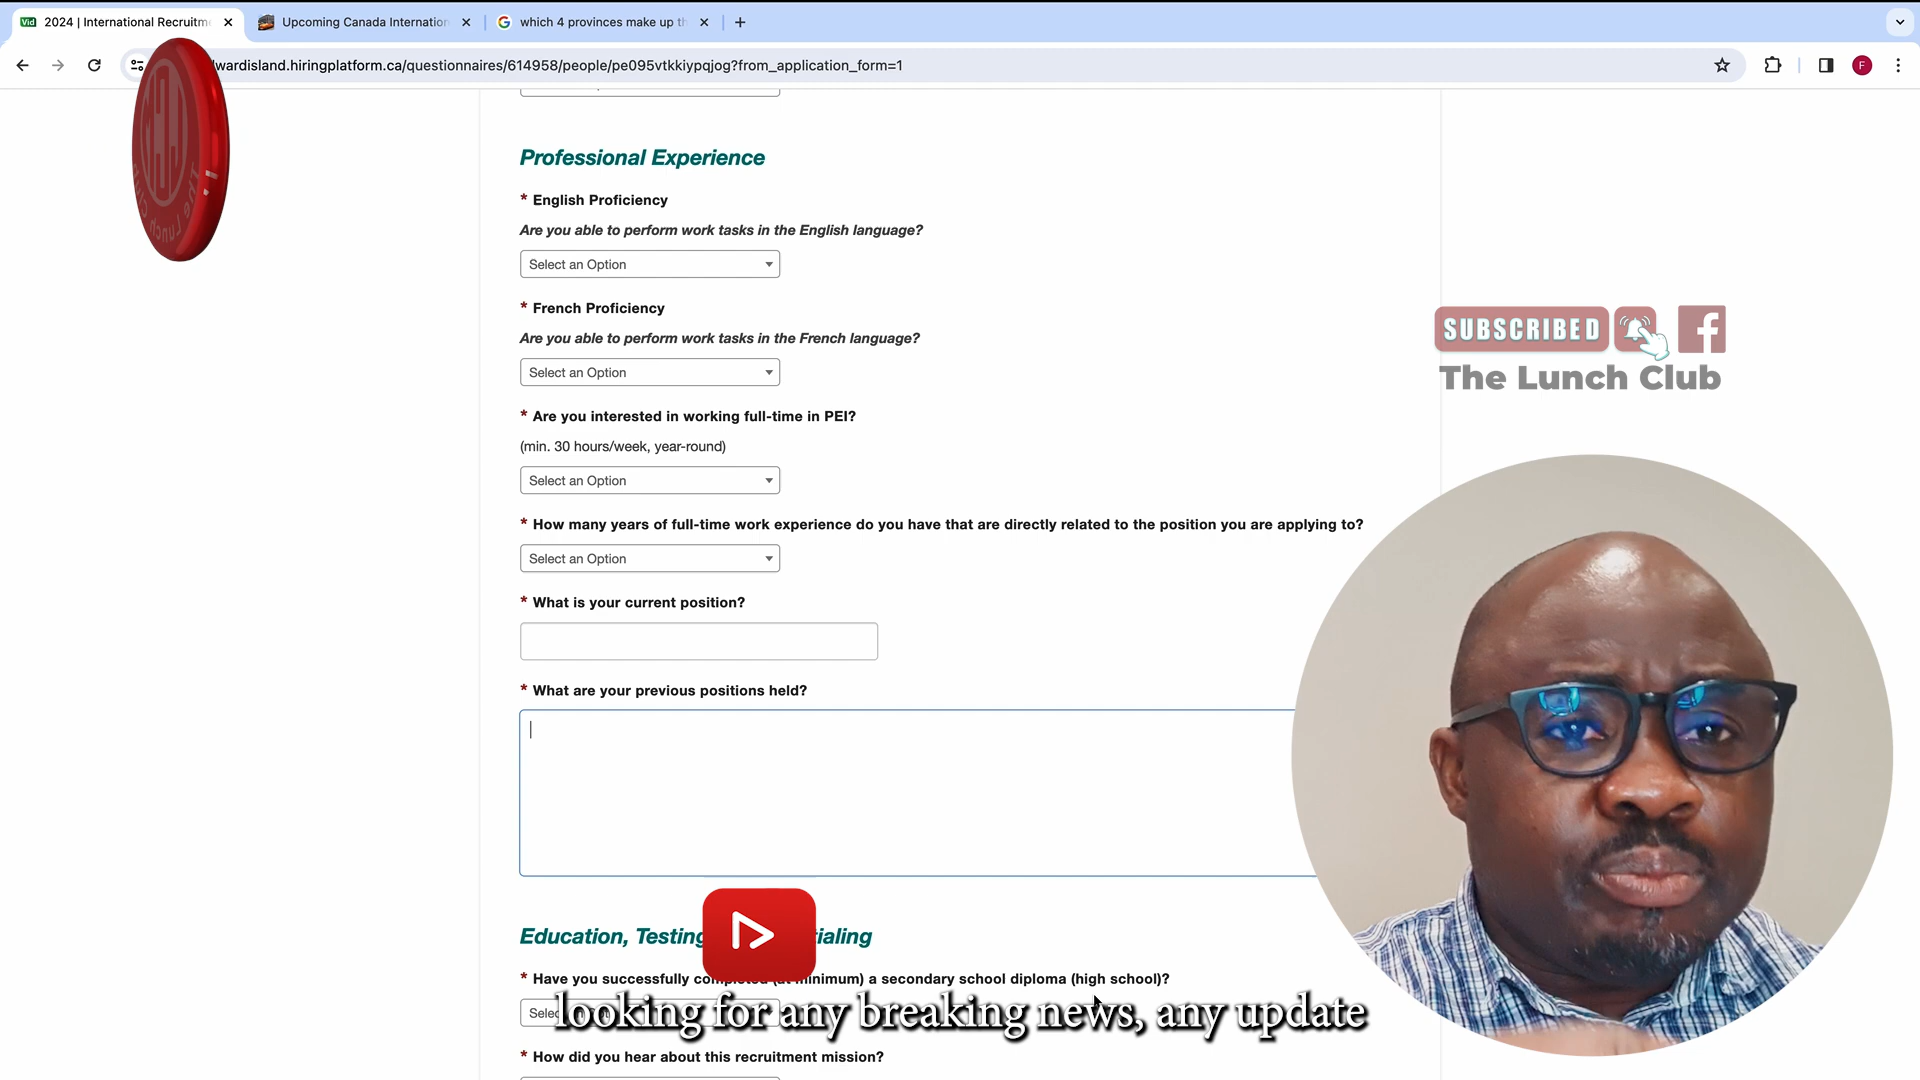 Vid 2024 | International Recruitm
Upcoming Canada Internation
which 4 provinces make up th
wardisland.hiringplatform.ca/questionnaires/614958/people/pe095vtkkiypqjog?from_application_form=1
F
Professional Experience
* English Proficiency
Are you able to perform work tasks in the English language?
Select an Option
* French Proficiency
Are you able to perform work tasks in the French language?
Select an Option
SUBSCRIBED
The Lunch Club
* Are you interested in working full-time in PEI?
(min. 30 hours/week, year-round)
Select an Option
* How many years of full-time work experience do you have that are directly related to the position you are applying to?
Select an Option
* What is your current position?
* What are your previous positions held?
Education, Testing
ialing
* Have you successfully completed (at minimum) a secondary school diploma (high school)?
looking for any breaking news, any update
* How did you hear about this recruitment mission?